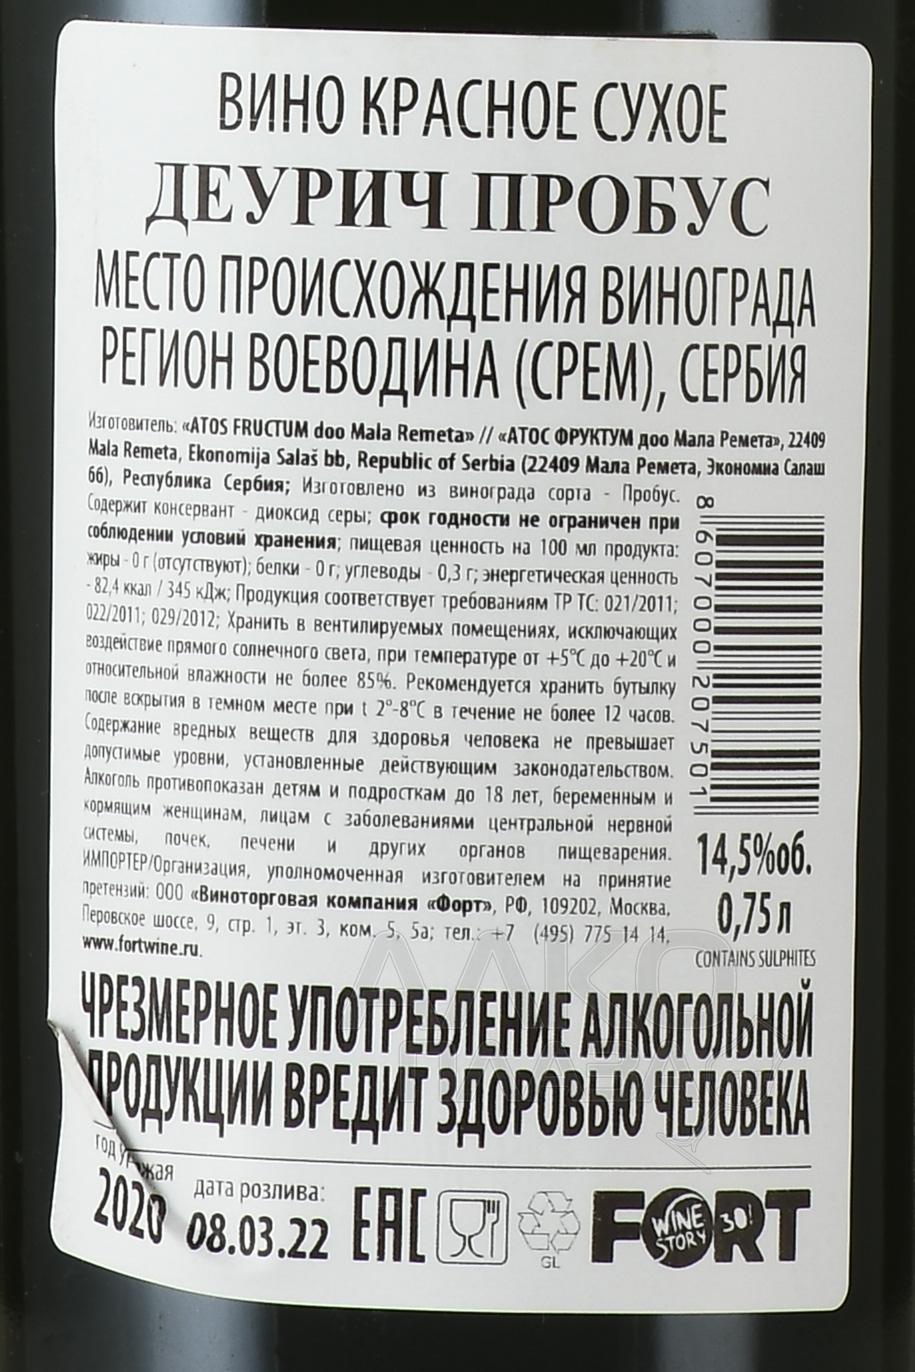 ВИНО КРАСНОЕ СУХОЕ
ДЕУРИЧ ПРОБУС
МЕСТО ПРОИСХОЖДЕНИЯ ВИНОГРАДА
РЕГИОН ВОЕВОДИНА (СРЕМ), СЕРБИЯ
Изготовитель: «ATOS FRUCTUM doo Mala Remeta» // «АТОС ФРУКТУМ доо Мала Ремета», 22409
Mala Remeta, Ekonomija Salaš bb, Republic of Serbia (22409 Мала Ремета, Экономиа Салаш
бб), Республика Сербия; Изготовлено из винограда сорта - Пробус.
Содержит консервант - диоксид серы; срок годности не ограничен при
соблюдении условий хранения; пищевая ценность на 100 мл продукта:
жиры - 0 г (отсутствуют); белки - 0 г; углеводы - 0,3 г; энергетическая ценность
- 82,4 ккал / 345 кДж; Продукция соответствует требованиям ТР ТС: 021/2011;
022/2011; 029/2012; Хранить в вентилируемых помещениях, исключающих
воздействие прямого солнечного света, при температуре от +5°С до +20°С и
относительной влажности не более 85%. Рекомендуется хранить бутылку
после вскрытия в темном месте при t 2°-8°С в течение не более 12 часов.
Содержание вредных веществ для здоровья человека не превышает
допустимые уровни, установленные действующим законодательством.
Алкоголь противопоказан детям и подросткам до 18 лет, беременным и
кормящим женщинам, лицам с заболеваниями центральной нервной
системы, почек, печени и других органов пищеварения.
ИМПОРТЕР/Организация, уполномоченная изготовителем на принятие
претензий: ООО «Виноторговая компания «Форт», РФ, 109202, Москва,
Перовское шоссе, 9, стр. 1, эт. 3, ком. 5, 5а; тел.: +7 (495) 775 14 14,
www.fortwine.ru.
8 607000 207501
14,5%об.
0,75 л
CONTAINS SULPHITES
ЧРЕЗМЕРНОЕ УПОТРЕБЛЕНИЕ АЛКОГОЛЬНОЙ
ПРОДУКЦИИ ВРЕДИТ ЗДОРОВЬЮ ЧЕЛОВЕКА
год урожая
2020
дата розлива:
08.03.22
EAC
GL
FORT
WINE STORY 30!